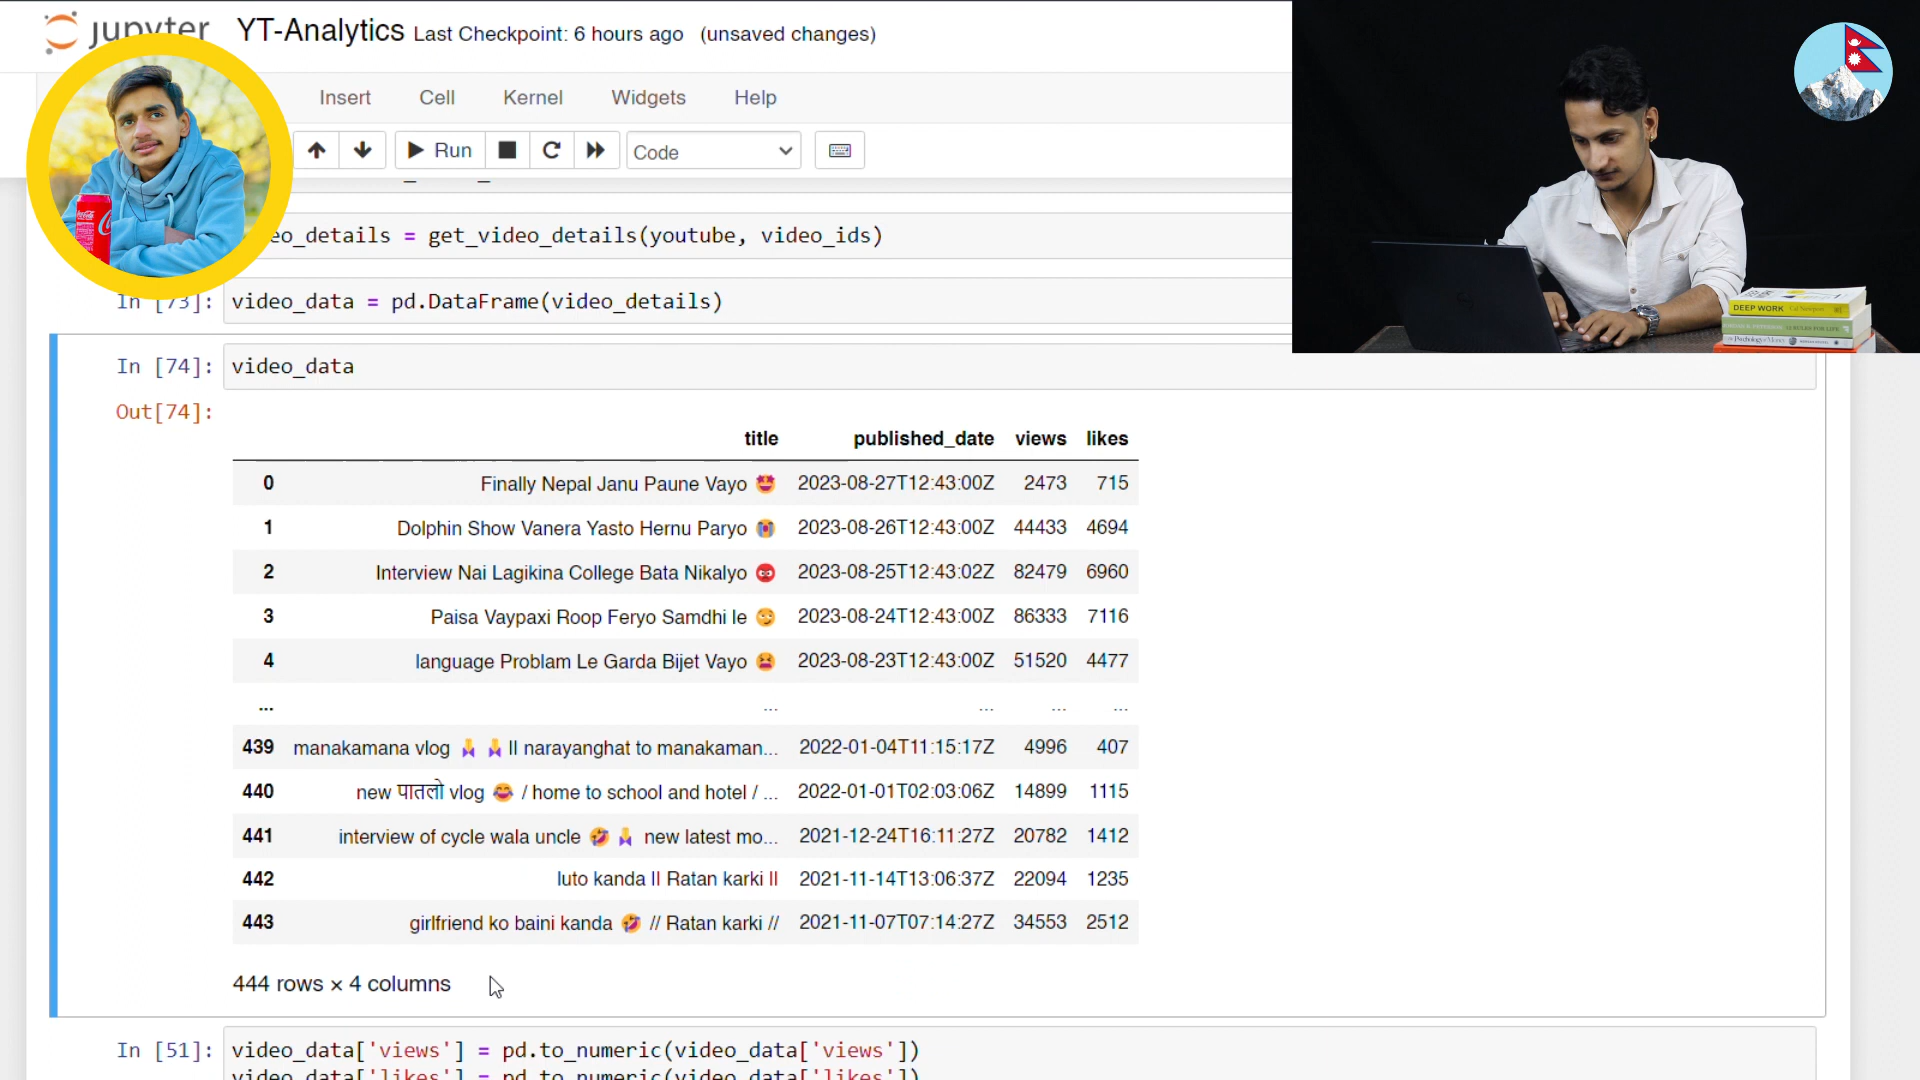 jupyter YT-Analytics Last Checkpoint: 6 hours ago (unsaved changes)
Insert Cell Kernel Widgets Help
Run Code
eo_details = get_video_details(youtube, video_ids)
In [73]: video_data = pd.DataFrame(video_details)
In [74]: video_data
Out[74]:
title published_date views likes
0 Finally Nepal Janu Paune Vayo 🤩 2023-08-27T12:43:00Z 2473 715
1 Dolphin Show Vanera Yasto Hernu Paryo 😭 2023-08-26T12:43:00Z 44433 4694
2 Interview Nai Lagikina College Bata Nikalyo 😡 2023-08-25T12:43:02Z 82479 6960
3 Paisa Vaypaxi Roop Feryo Samdhi le 😏 2023-08-24T12:43:00Z 86333 7116
4 language Problam Le Garda Bijet Vayo 😫 2023-08-23T12:43:00Z 51520 4477
... ... ... ... ...
439 manakamana vlog 🙏 🙏 ll narayanghat to manakaman... 2022-01-04T11:15:17Z 4996 407
440 new पातलो vlog 😂 / home to school and hotel / ... 2022-01-01T02:03:06Z 14899 1115
441 interview of cycle wala uncle 🤣 🙏 new latest mo... 2021-12-24T16:11:27Z 20782 1412
442 luto kanda ll Ratan karki ll 2021-11-14T13:06:37Z 22094 1235
443 girlfriend ko baini kanda 🤣 // Ratan karki // 2021-11-07T07:14:27Z 34553 2512
444 rows × 4 columns
In [51]: video_data['views'] = pd.to_numeric(video_data['views'])
video_data['likes'] = pd.to_numeric(video_data['likes'])
DEEP WORK